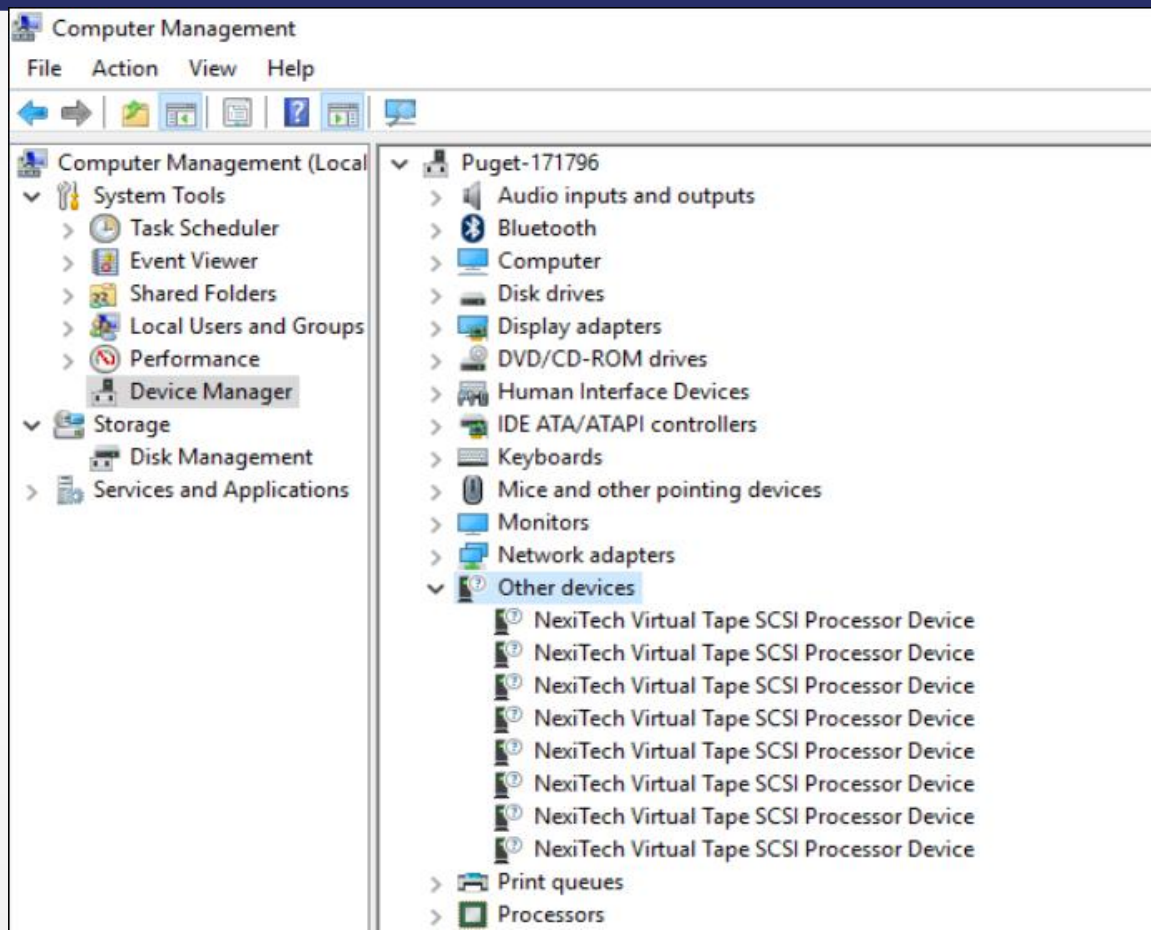 Computer Management
File Action View Help
Computer Management (Local
System Tools
Task Scheduler
Event Viewer
Shared Folders
Local Users and Groups
Performance
Device Manager
Storage
Disk Management
Services and Applications
Puget-171796
Audio inputs and outputs
Bluetooth
Computer
Disk drives
Display adapters
DVD/CD-ROM drives
Human Interface Devices
IDE ATA/ATAPI controllers
Keyboards
Mice and other pointing devices
Monitors
Network adapters
Other devices
NexiTech Virtual Tape SCSI Processor Device
NexiTech Virtual Tape SCSI Processor Device
NexiTech Virtual Tape SCSI Processor Device
NexiTech Virtual Tape SCSI Processor Device
NexiTech Virtual Tape SCSI Processor Device
NexiTech Virtual Tape SCSI Processor Device
NexiTech Virtual Tape SCSI Processor Device
NexiTech Virtual Tape SCSI Processor Device
Print queues
Processors